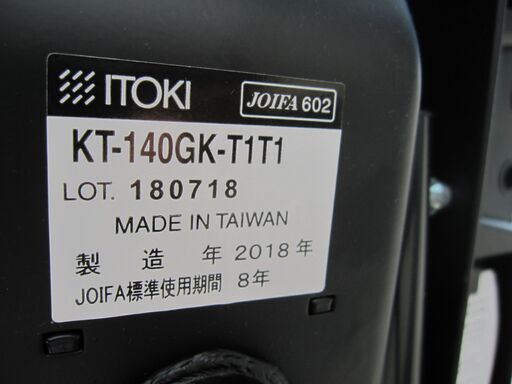 ITOKI JOIFA 602
KT-140GK-T1T1
LOT. 180718
MADE IN TAIWAN
製 造 年 2018年
JOIFA標準使用期間 8年